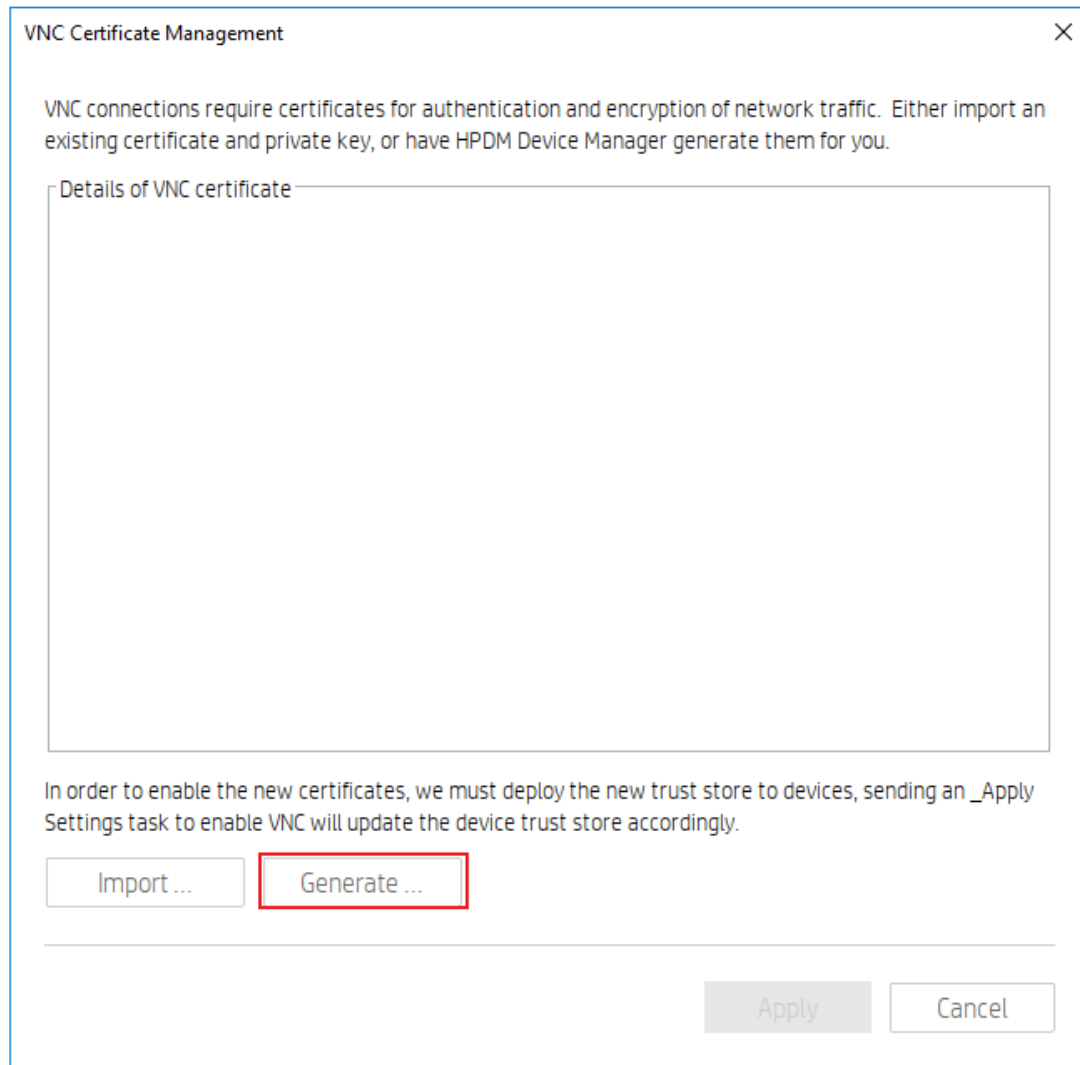 VNC Certificate Management
VNC connections require certificates for authentication and encryption of network traffic.  Either import an
existing certificate and private key, or have HPDM Device Manager generate them for you.
Details of VNC certificate
In order to enable the new certificates, we must deploy the new trust store to devices, sending an _Apply
Settings task to enable VNC will update the device trust store accordingly.
Import ... Generate ...
Apply Cancel